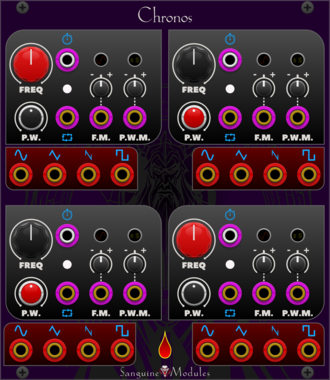 Chronos
FREQ FREQ
P.W. F.M. P.W.M. P.W. F.M. P.W.M.
FREQ FREQ
P.W. F.M. P.W.M. P.W. F.M. P.W.M.
Sanguine Modules